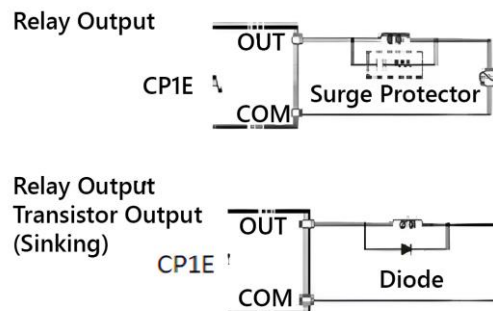 Relay Output
OUT
CP1E
Surge Protector
COM
Relay Output
Transistor Output
(Sinking)
OUT
CP1E
Diode
COM